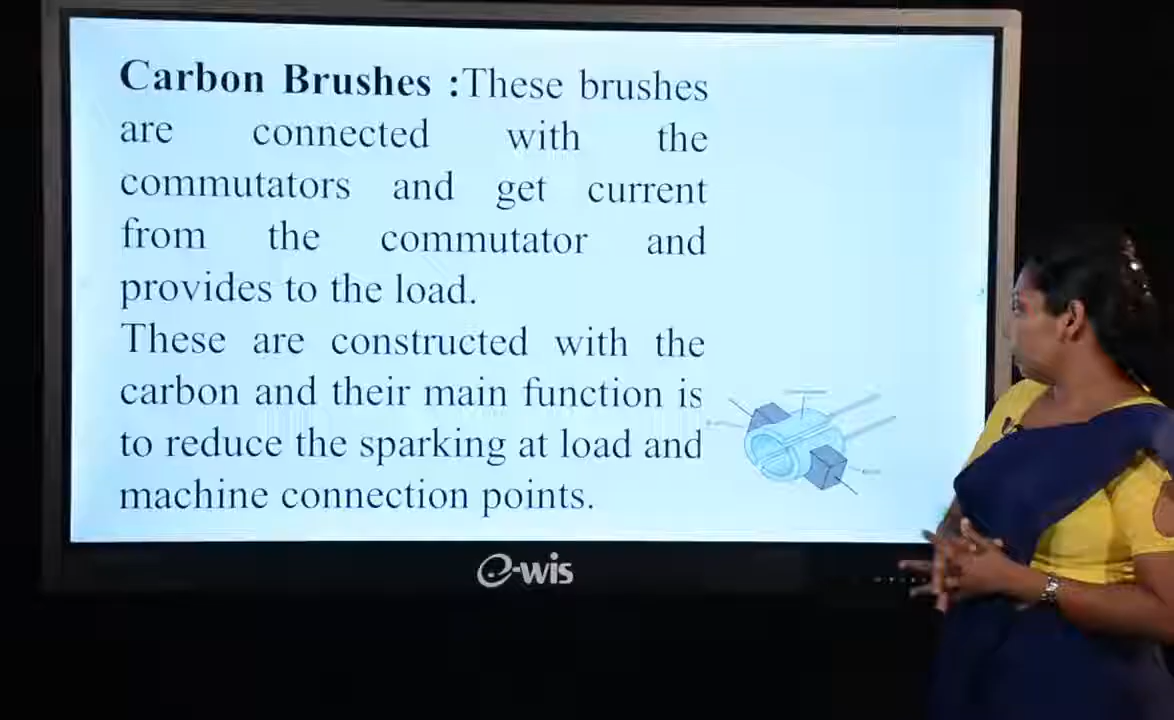 Carbon Brushes :These brushes
are connected with the
commutators and get current
from the commutator and
provides to the load.
These are constructed with the
carbon and their main function is
to reduce the sparking at load and
machine connection points.
e-wis